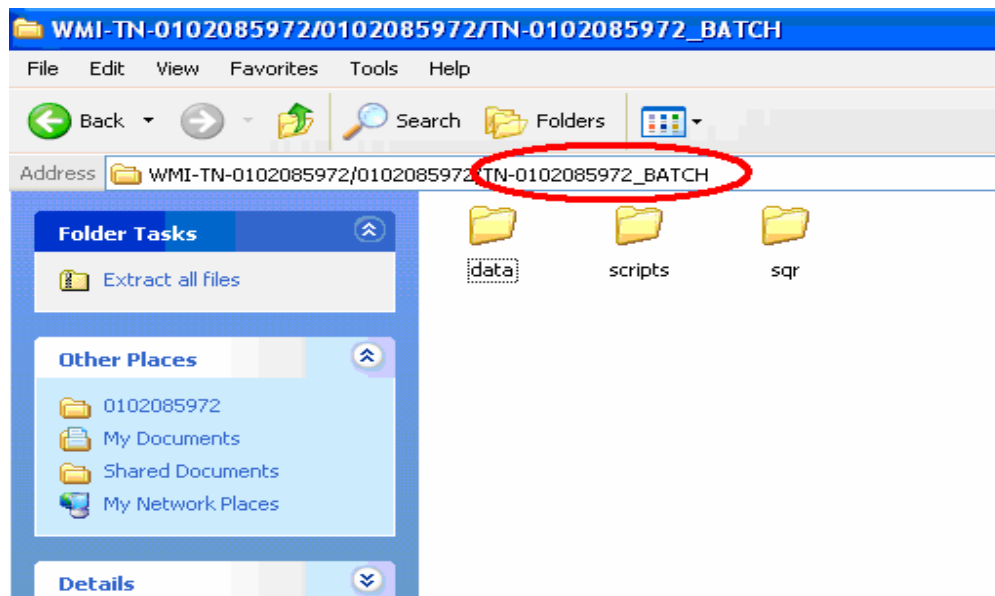 WMI-TN-0102085972/0102085972/TN-0102085972_BATCH
File Edit View Favorites Tools Help
Back Search Folders
Address WMI-TN-0102085972/0102085972/TN-0102085972_BATCH
Folder Tasks
Extract all files
Other Places
0102085972
My Documents
Shared Documents
My Network Places
Details
data scripts sqr